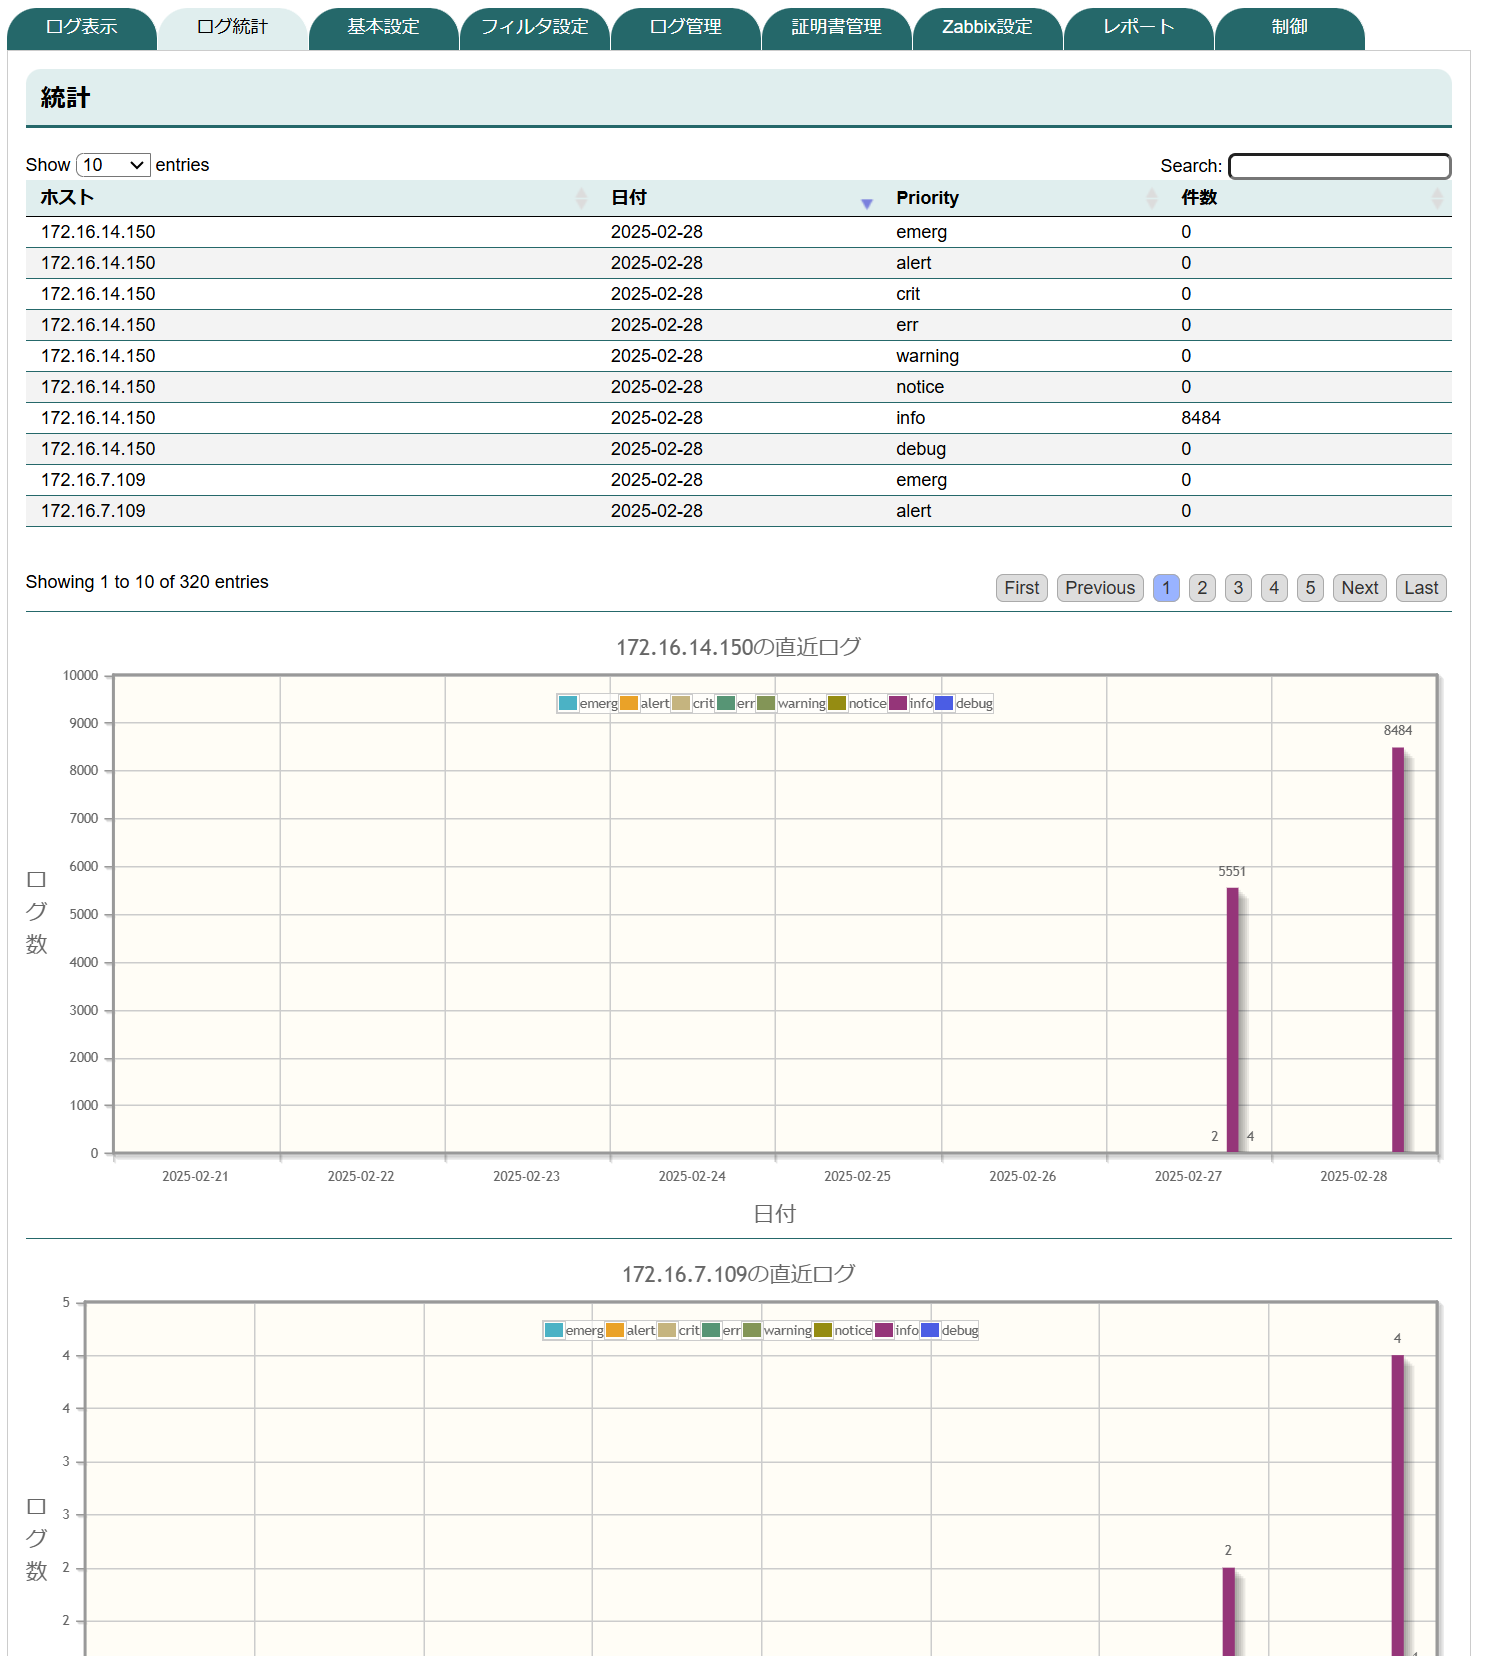 ログ表示 ログ統計 基本設定 フィルタ設定 ログ管理 証明書管理 Zabbix設定 レポート 制御
統計
Show 10 entries Search:
ホスト 日付 Priority 件数
172.16.14.150 2025-02-28 emerg 0
172.16.14.150 2025-02-28 alert 0
172.16.14.150 2025-02-28 crit 0
172.16.14.150 2025-02-28 err 0
172.16.14.150 2025-02-28 warning 0
172.16.14.150 2025-02-28 notice 0
172.16.14.150 2025-02-28 info 8484
172.16.14.150 2025-02-28 debug 0
172.16.7.109 2025-02-28 emerg 0
172.16.7.109 2025-02-28 alert 0
Showing 1 to 10 of 320 entries First Previous 1 2 3 4 5 Next Last
172.16.14.150の直近ログ
10000
emerg alert crit err warning notice info debug
9000
8484
8000
7000
6000
5551
ログ数
5000
4000
3000
2000
1000
2 4
0
2025-02-21 2025-02-22 2025-02-23 2025-02-24 2025-02-25 2025-02-26 2025-02-27 2025-02-28
日付
172.16.7.109の直近ログ
5
emerg alert crit err warning notice info debug
4
4
4
3
ログ数
3
2
2
2